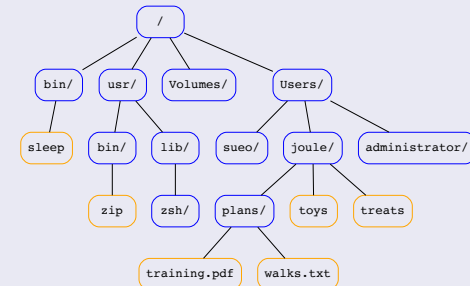 /
bin/ usr/ Volumes/ Users/
sleep bin/ lib/ sueo/ joule/ administrator/
zip zsh/ plans/ toys treats
training.pdf walks.txt